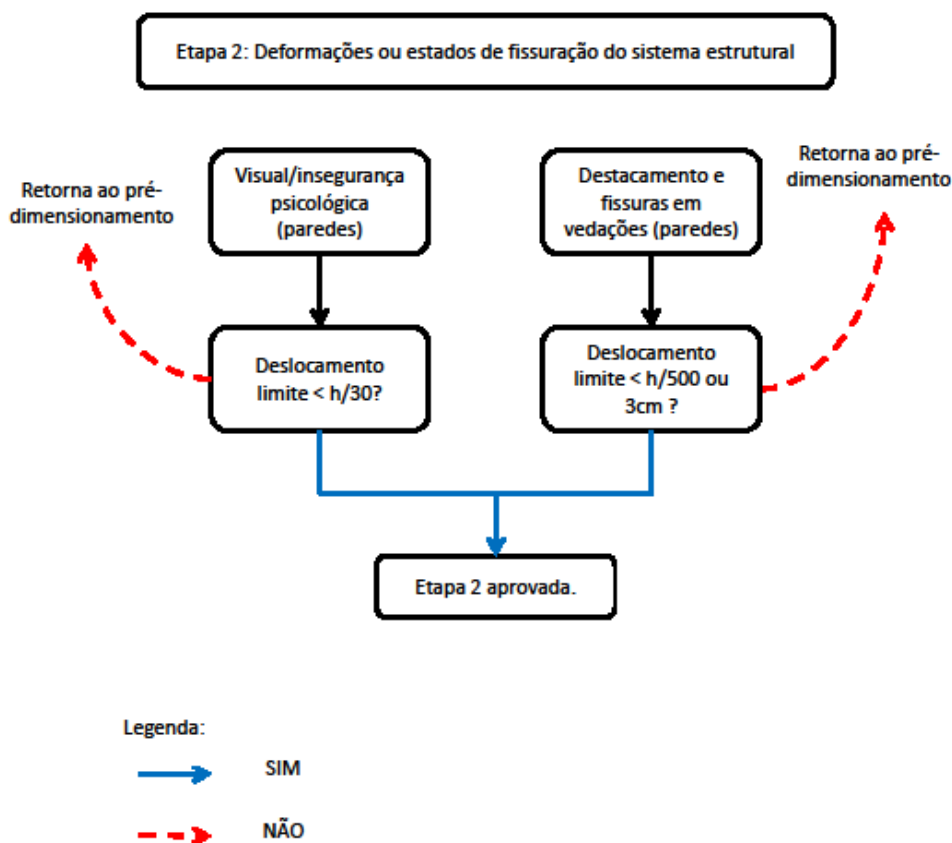 Etapa 2: Deformações ou estados de fissuração do sistema estrutural
Retorna ao pré-
dimensionamento
Visual/insegurança
psicológica
(paredes)
Destacamento e
fissuras em
vedações (paredes)
Retorna ao pré-
dimensionamento
Deslocamento
limite < h/30?
Deslocamento
limite < h/500 ou
3cm ?
Etapa 2 aprovada.
Legenda:
SIM
NÃO